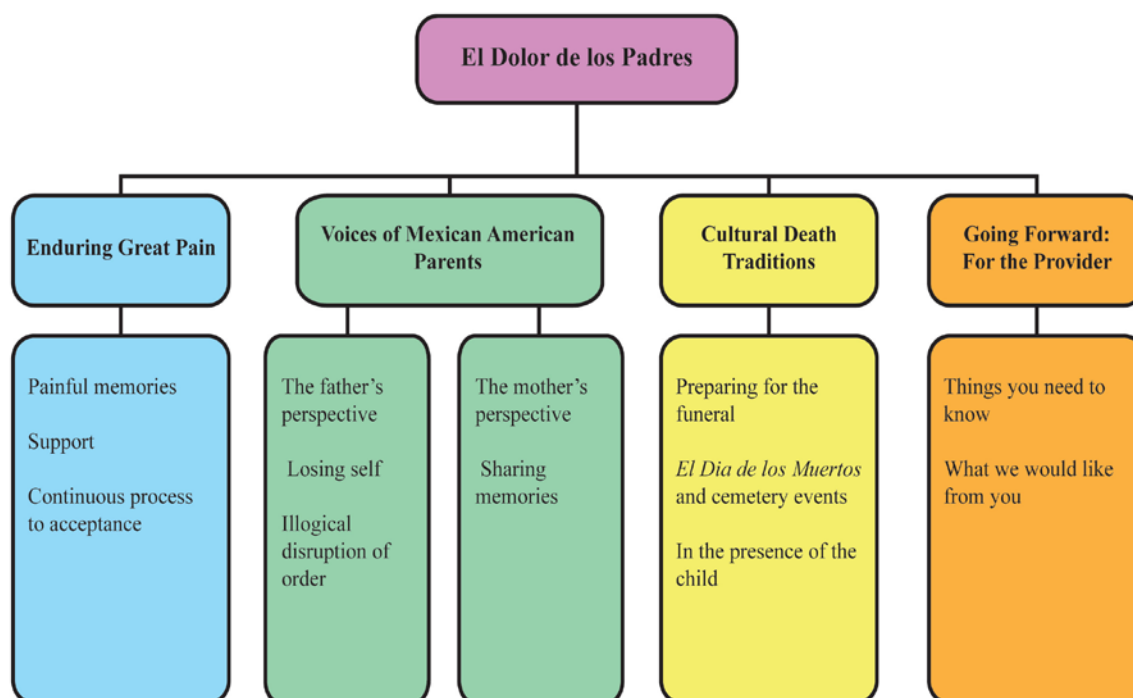 El Dolor de los Padres
Enduring Great Pain
Painful memories
Support
Continuous process
to acceptance
Voices of Mexican American
Parents
The father's
perspective
Losing self
Illogical
disruption of
order
The mother's
perspective
Sharing
memories
Cultural Death
Traditions
Preparing for the
funeral
El Dia de los Muertos
and cemetery events
In the presence of the
child
Going Forward:
For the Provider
Things you need to
know
What we would like
from you